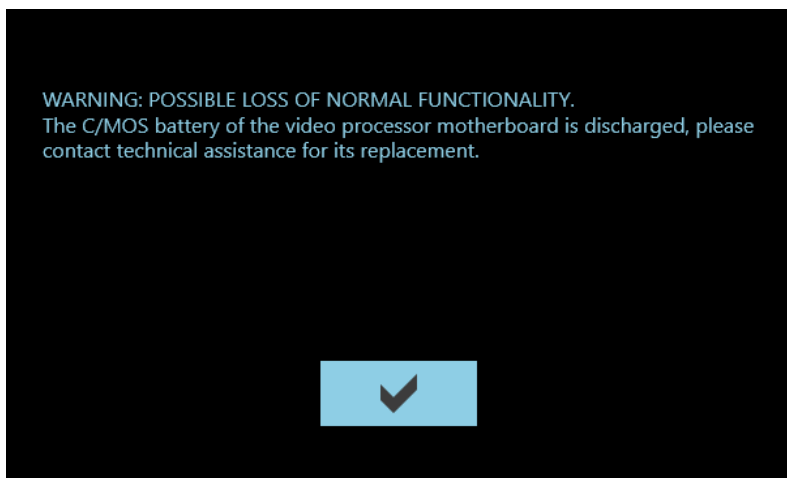 WARNING: POSSIBLE LOSS OF NORMAL FUNCTIONALITY.
The C/MOS battery of the video processor motherboard is discharged, please
contact technical assistance for its replacement.